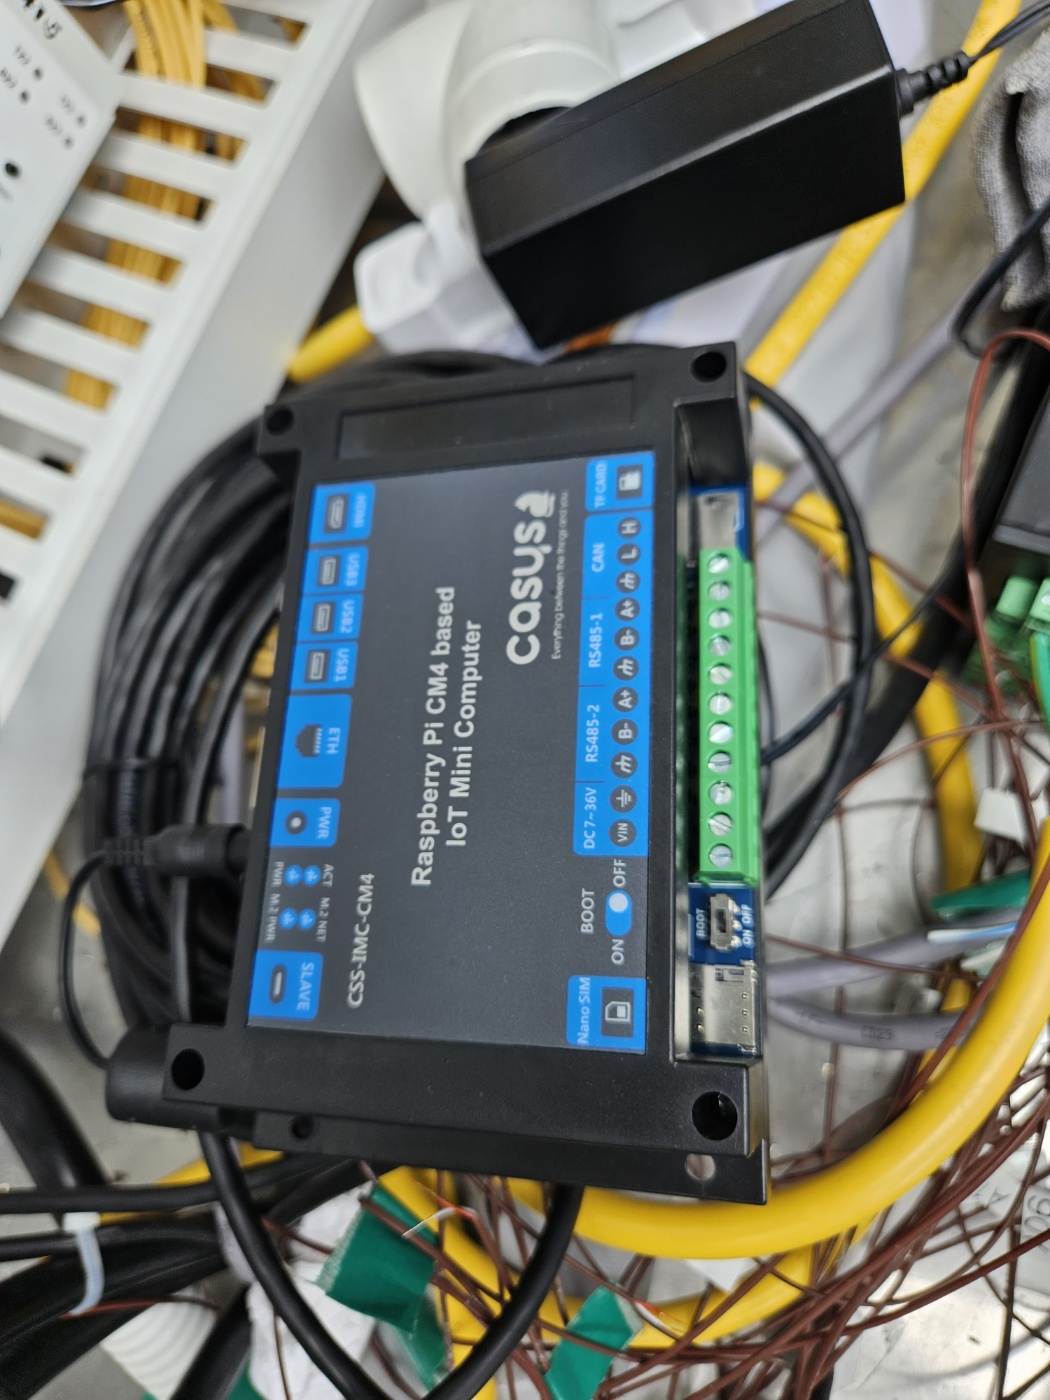 HDMI
USB3
USB2
USB1
ETH
PWR
ACT
PWR
M.2 NET
M.2 PWR
SLAVE
CSS-IMC-CM4
Raspberry Pi CM4 based
IoT Mini Computer
casys
Everything between the things and you
TF CARD
CAN
RS485-1
RS485-2
DC 7~36V
H
L
A+
B-
A+
B-
VIN
BOOT
ON
OFF
Nano SIM
BOOT
ON OFF